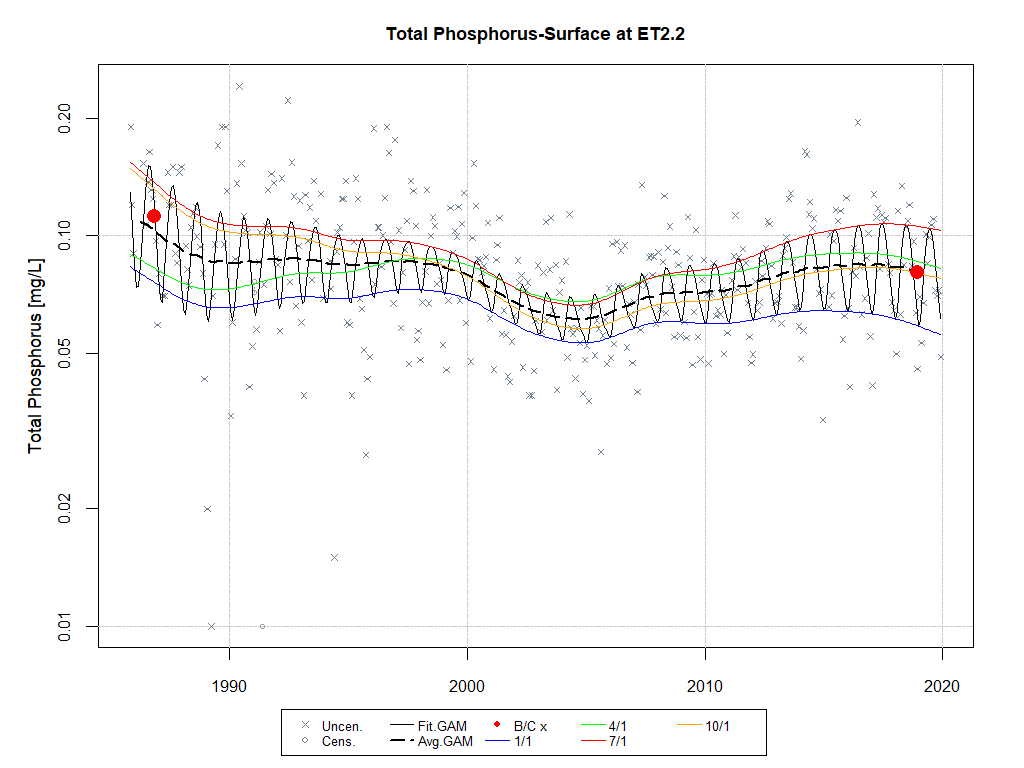 Total Phosphorus-Surface at ET2.2
Total Phosphorus [mg/L]
0.20
0.10
0.05
0.02
0.01
1990 2000 2010 2020
Uncen. Fit.GAM B/C x 4/1 10/1
Cens. Avg.GAM 1/1 7/1